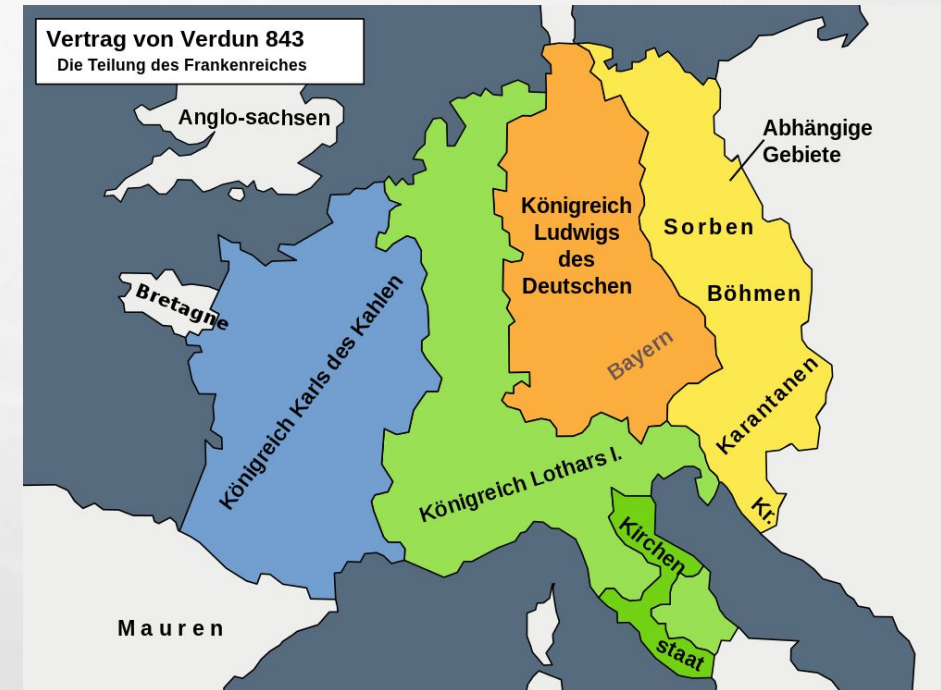 Vertrag von Verdun 843
Die Teilung des Frankenreiches
Anglo-sachsen
Abhängige
Gebiete
Königreich
Ludwigs
des
Deutschen
Sorben
Böhmen
Bretagne
Königreich Karls des Kahlen
Bayern
Karantanen
Königreich Lothars I.
Kr.
Kirchen
staat
Mauren